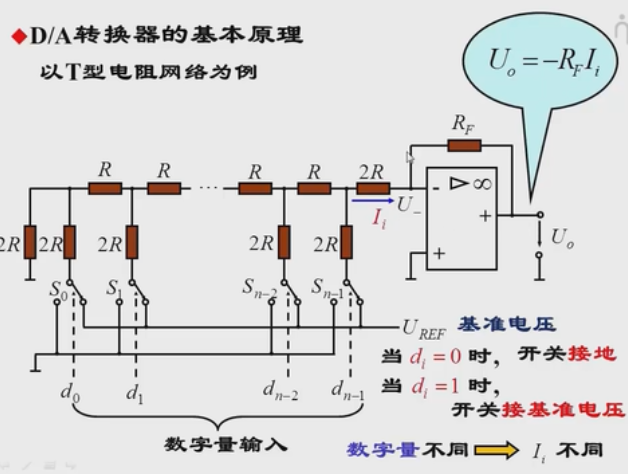 ◆D/A转换器的基本原理
以T型电阻网络为例
U_o = -R_F I_i
R_F
R R ··· R R 2R
- ▷∞
I_i U_-
+
2R 2R 2R 2R 2R
+
U_o
S_0 S_1 S_{n-2} S_{n-1}
U_{REF} 基准电压
当 d_i = 0 时，开关接地
当 d_i = 1 时，
开关接基准电压
d_0 d_1 d_{n-2} d_{n-1}
数字量输入
数字量不同 ⇒ I_i 不同